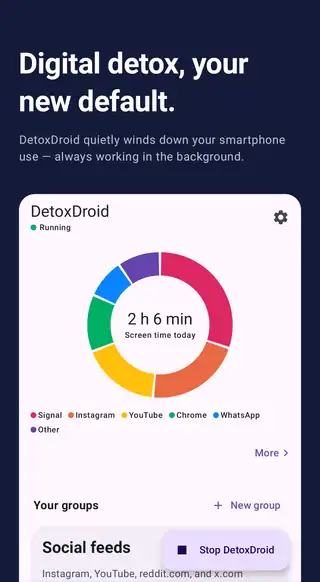 Digital detox, your
new default.
DetoxDroid quietly winds down your smartphone
use — always working in the background.
DetoxDroid
Running
2 h 6 min
Screen time today
Signal Instagram YouTube Chrome WhatsApp
Other
More
Your groups + New group
Social feeds
Stop DetoxDroid
Instagram, YouTube, reddit.com, and x.com